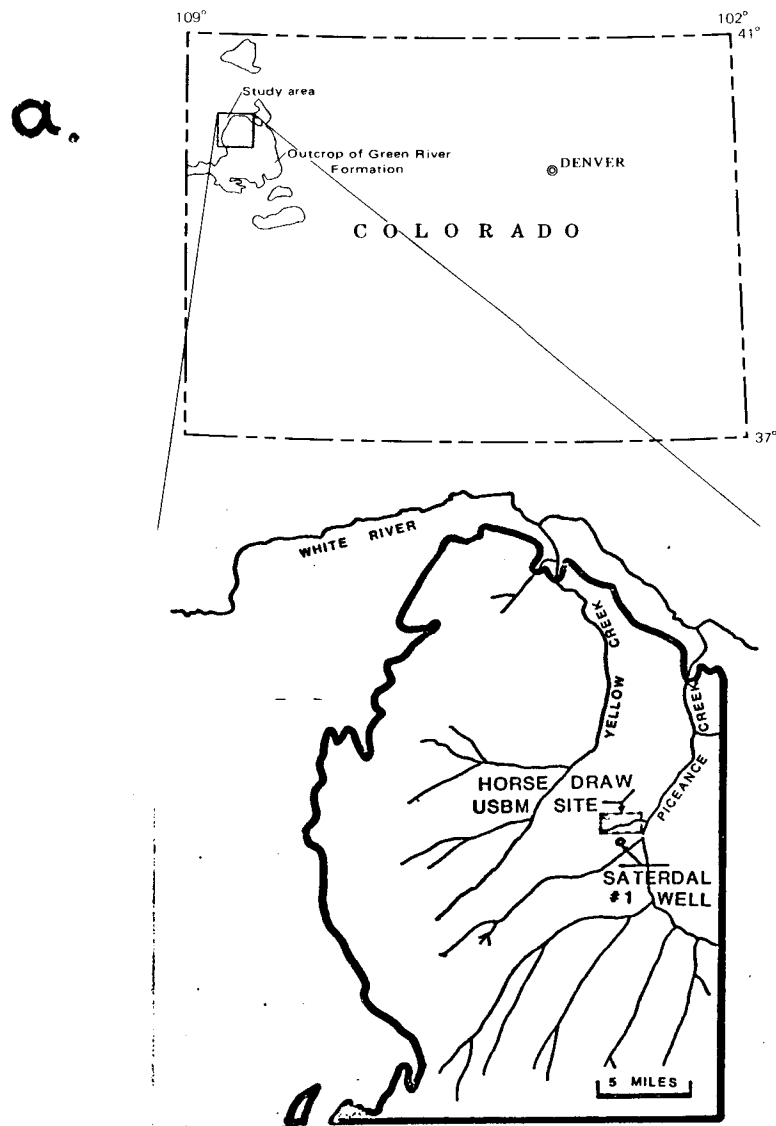 109°
102°
41°
a.
Study area
Outcrop of Green River
Formation
DENVER
COLORADO
37°
WHITE RIVER
YELLOW CREEK
PICEANCE CREEK
HORSE DRAW
USBM SITE
SATERDAL
#1 WELL
5 MILES